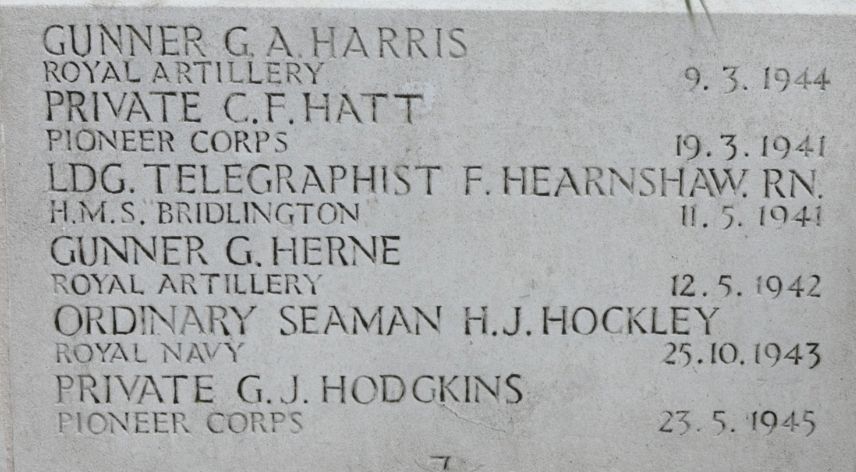 GUNNER G. A. HARRIS
ROYAL ARTILLERY 9. 3. 1944
PRIVATE C. F. HATT
PIONEER CORPS 19. 3. 1941
LDG. TELEGRAPHIST F. HEARNSHAW. RN.
H.M.S. BRIDLINGTON 11. 5. 1941
GUNNER G. HERNE
ROYAL ARTILLERY 12. 5. 1942
ORDINARY SEAMAN H. J. HOCKLEY
ROYAL NAVY 25. 10. 1943
PRIVATE G. J. HODGKINS
PIONEER CORPS 23. 5. 1945
7